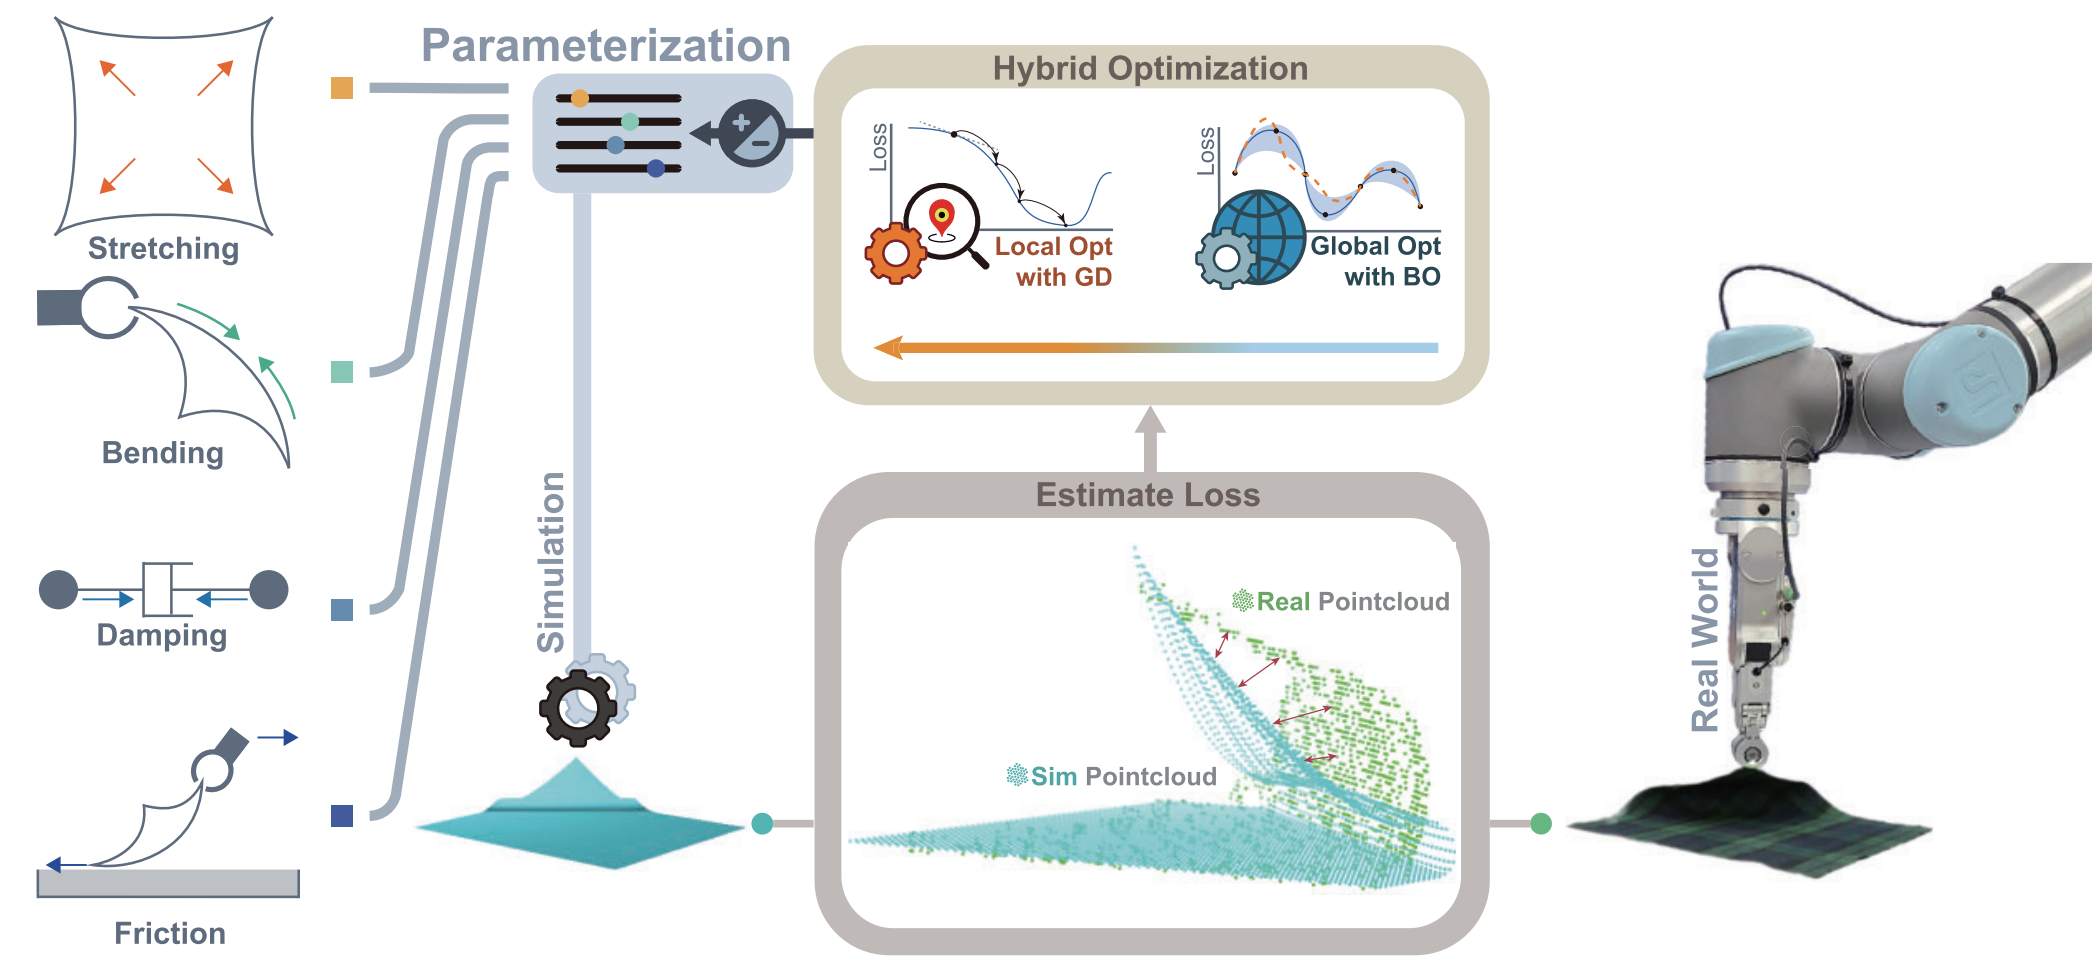 Parameterization
Stretching
Bending
Damping
Friction
Simulation
Hybrid Optimization
Loss
Local Opt
with GD
Loss
Global Opt
with BO
Estimate Loss
Real Pointcloud
Sim Pointcloud
Real World